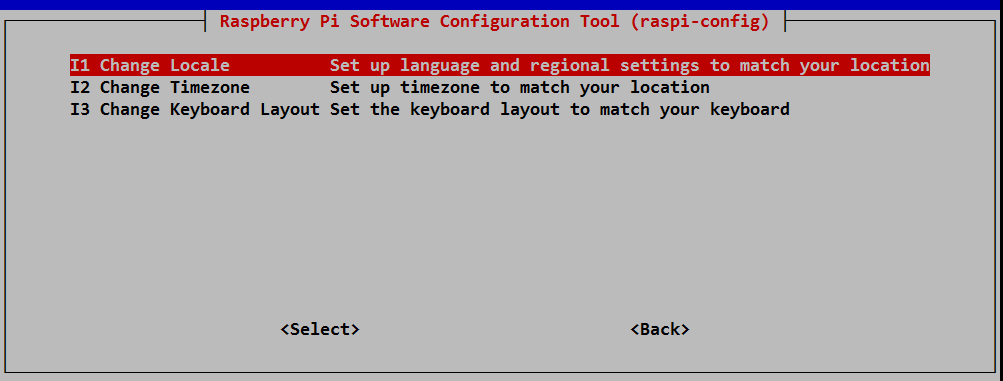 Raspberry Pi Software Configuration Tool (raspi-config)
I1 Change Locale Set up language and regional settings to match your location
I2 Change Timezone Set up timezone to match your location
I3 Change Keyboard Layout Set the keyboard layout to match your keyboard
<Select> <Back>